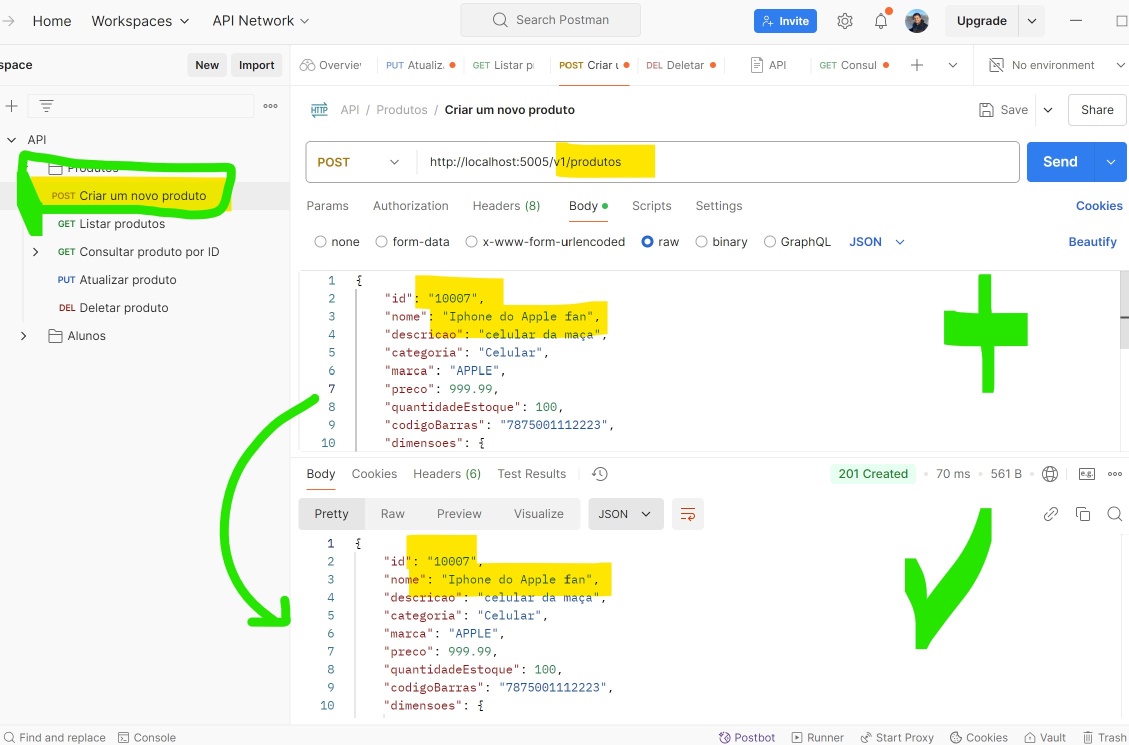 Home Workspaces API Network Search Postman Invite Upgrade
space New Import Overvie PUT Atualiz. GET Listar p POST Criar u DEL Deletar API GET Consul No environment
API / Produtos / Criar um novo produto Save Share
API
Produtos
POST Criar um novo produto
GET Listar produtos
GET Consultar produto por ID
PUT Atualizar produto
DEL Deletar produto
Alunos
POST http://localhost:5005/v1/produtos Send
Params Authorization Headers (8) Body Scripts Settings Cookies
none form-data x-www-form-urlencoded raw binary GraphQL JSON Beautify
1 {
2 "id": "10007",
3 "nome": "Iphone do Apple fan",
4 "descricao": "celular da maça",
5 "categoria": "Celular",
6 "marca": "APPLE",
7 "preco": 999.99,
8 "quantidadeEstoque": 100,
9 "codigoBarras": "7875001112223",
10 "dimensoes": {
Body Cookies Headers (6) Test Results 201 Created 70 ms 561 B e.g.
Pretty Raw Preview Visualize JSON
1 {
2 "id": "10007",
3 "nome": "Iphone do Apple fan",
4 "descricao": "celular da maça",
5 "categoria": "Celular",
6 "marca": "APPLE",
7 "preco": 999.99,
8 "quantidadeEstoque": 100,
9 "codigoBarras": "7875001112223",
10 "dimensoes": {
Find and replace Console Postbot Runner Start Proxy Cookies Vault Trash